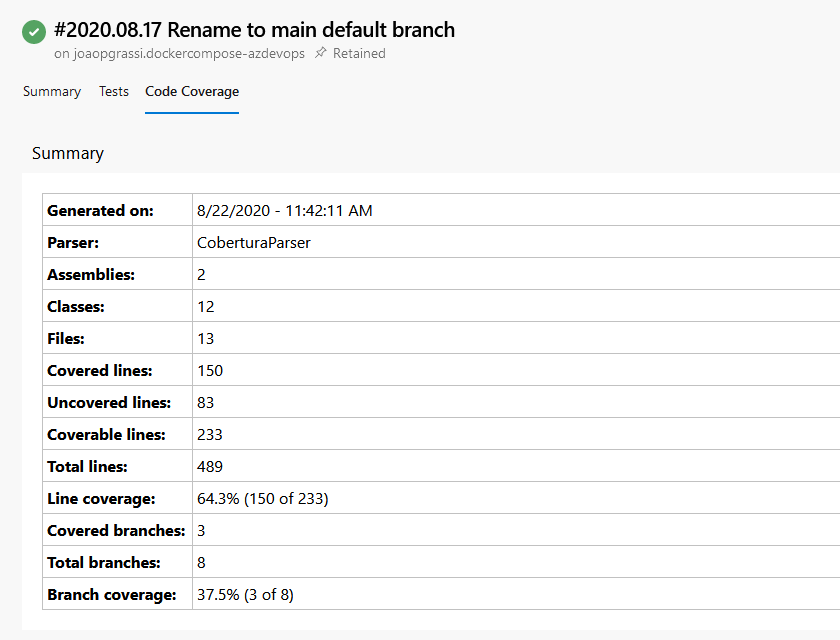 #2020.08.17 Rename to main default branch
on joaopgrassi.dockercompose-azdevops Retained
Summary Tests Code Coverage
Summary
Generated on: 8/22/2020 - 11:42:11 AM
Parser: CoberturaParser
Assemblies: 2
Classes: 12
Files: 13
Covered lines: 150
Uncovered lines: 83
Coverable lines: 233
Total lines: 489
Line coverage: 64.3% (150 of 233)
Covered branches: 3
Total branches: 8
Branch coverage: 37.5% (3 of 8)